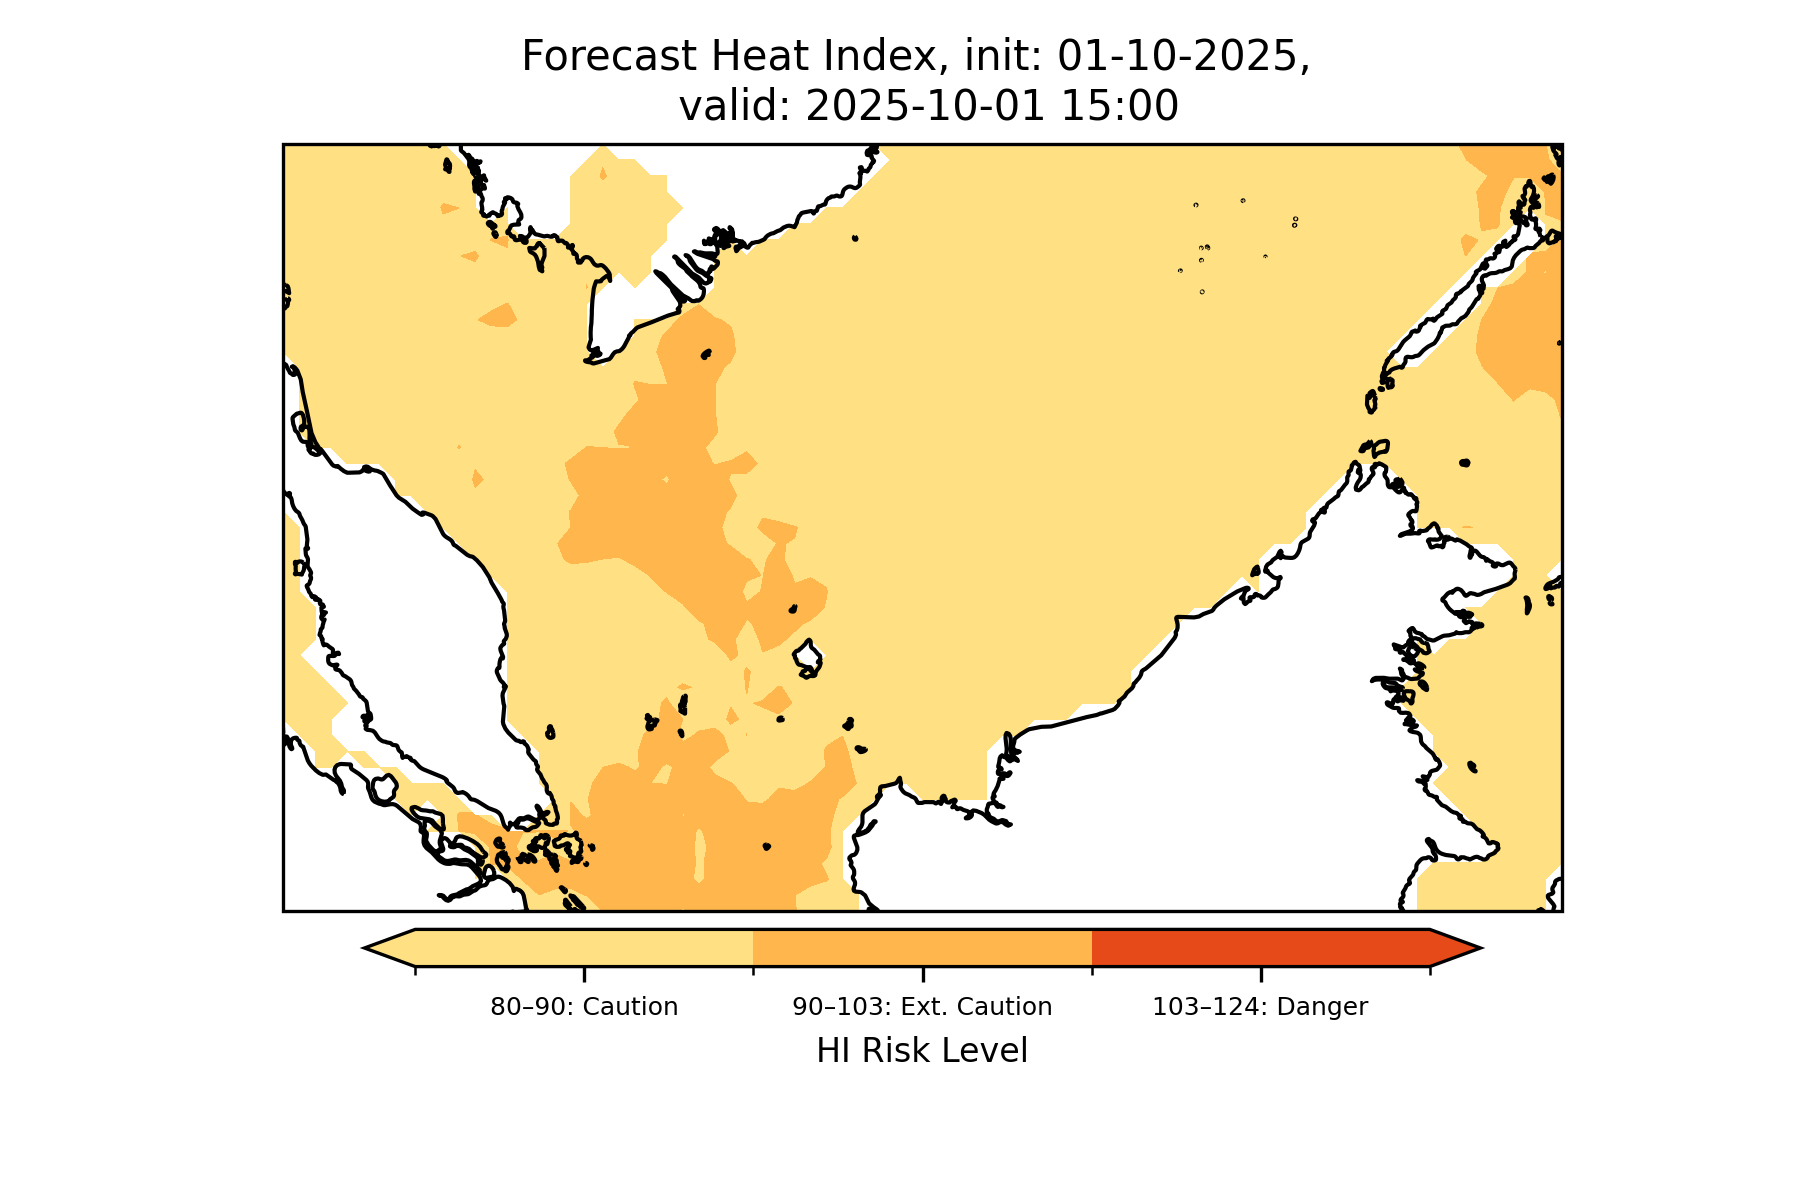 Forecast Heat Index, init: 01-10-2025,
valid: 2025-10-01 15:00
80–90: Caution
90–103: Ext. Caution
103–124: Danger
HI Risk Level